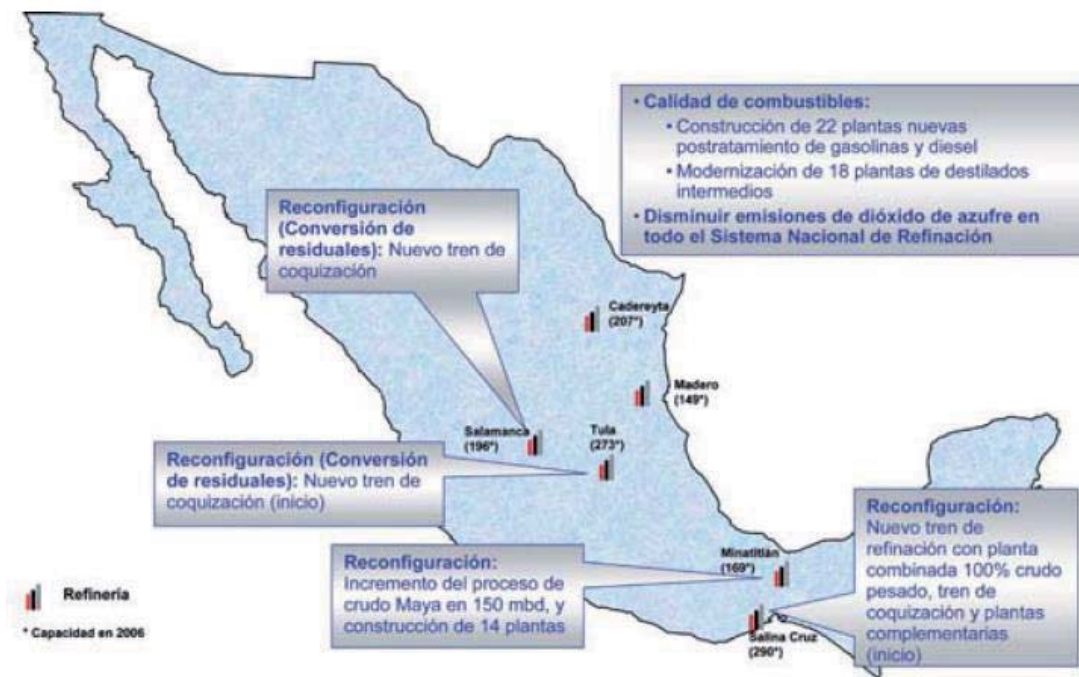 • Calidad de combustibles:
• Construcción de 22 plantas nuevas
postratamiento de gasolinas y diesel
• Modernización de 18 plantas de destilados
intermedios
• Disminuir emisiones de dióxido de azufre en
todo el Sistema Nacional de Refinación
Reconfiguración
(Conversión de
residuales): Nuevo tren de
coquización
Cadereyta
(207*)
Madero
(149*)
Salamanca
(196*)
Tula
(273*)
Reconfiguración (Conversión
de residuales): Nuevo tren de
coquización (inicio)
Reconfiguración:
Incremento del proceso de
crudo Maya en 150 mbd, y
construcción de 14 plantas
Minatitlán
(169*)
Salina Cruz
(290*)
Reconfiguración:
Nuevo tren de
refinación con planta
combinada 100% crudo
pesado, tren de
coquización y plantas
complementarias
(inicio)
Refinería
* Capacidad en 2006